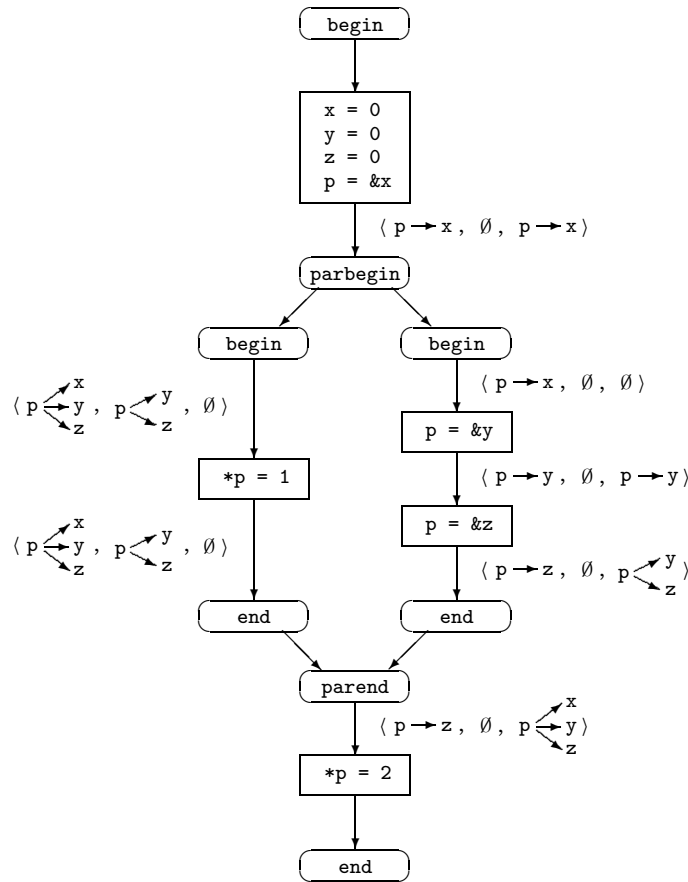 begin
x = 0
y = 0
z = 0
p = &x
⟨ p → x , ∅, p → x ⟩
parbegin
begin
begin
⟨ p → x , ∅, ∅ ⟩
x
⟨ p → y , p → y , ∅ ⟩
z z
p = &y
*p = 1
⟨ p → y , ∅, p → y ⟩
p = &z
x
⟨ p → y , p → y , ∅ ⟩
z z
⟨ p → z , ∅, p → y ⟩
z
end
end
parend
x
⟨ p → z , ∅, p → y ⟩
z
*p = 2
end